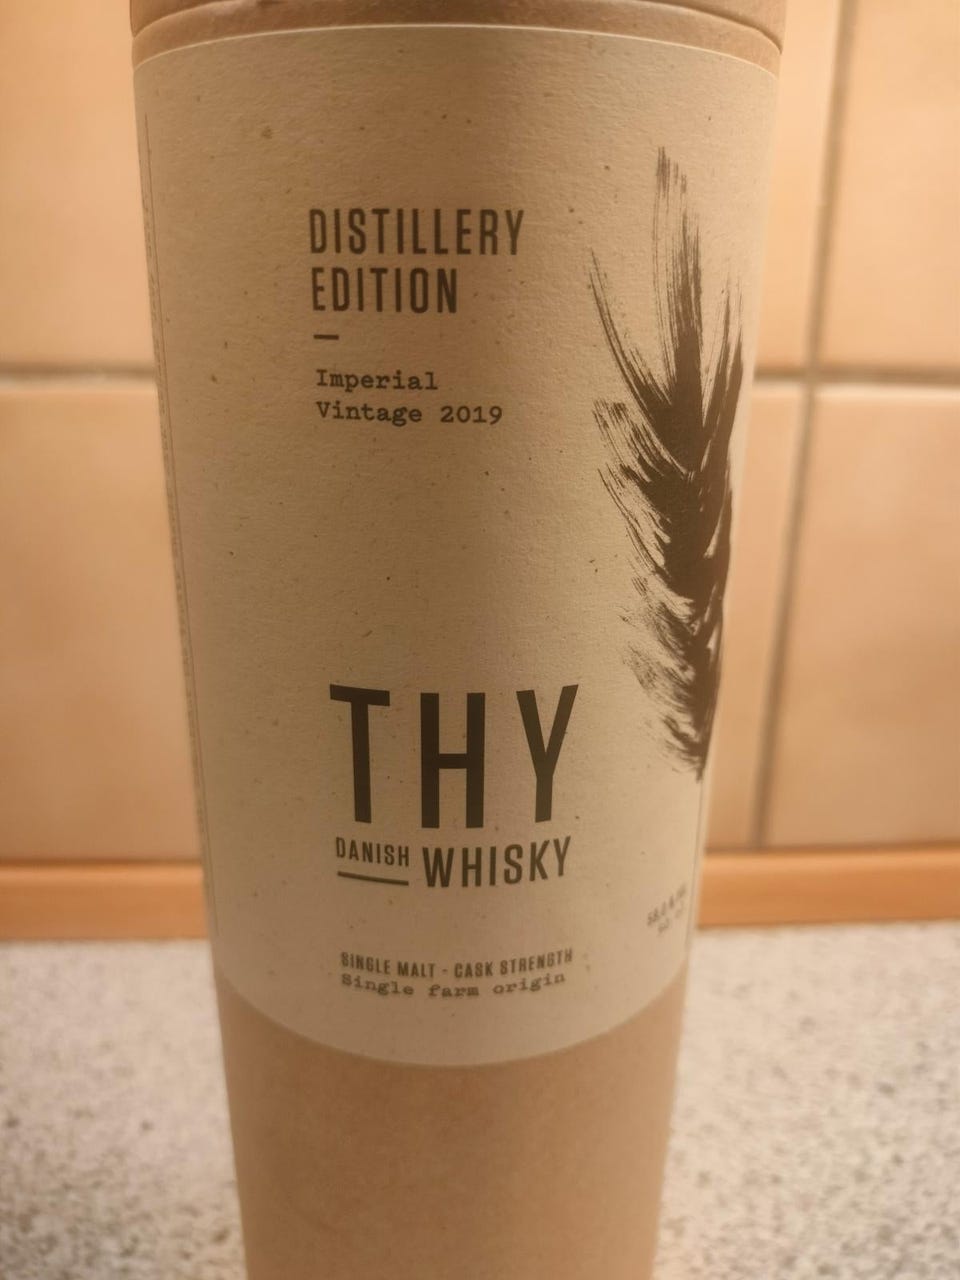 DISTILLERY
EDITION
Imperial
Vintage 2019
THY
DANISH WHISKY
SINGLE MALT - CASK STRENGTH
Single farm origin